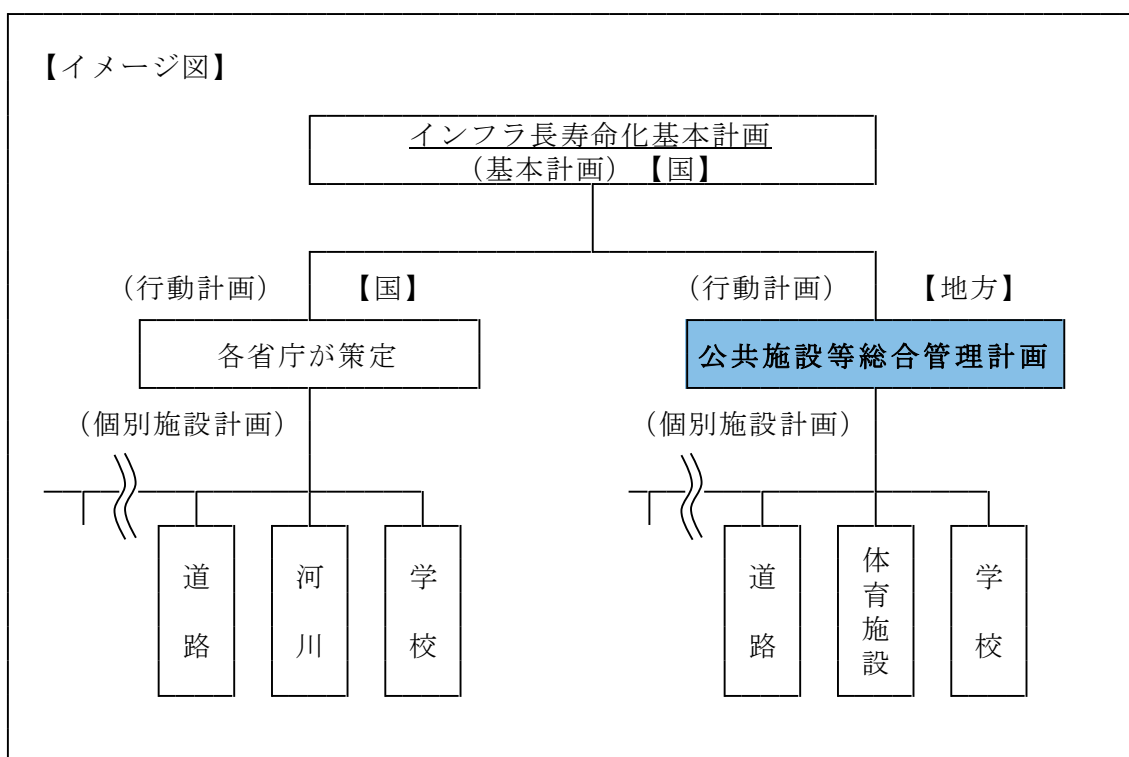 【イメージ図】
インフラ長寿命化基本計画
（基本計画）【国】
（行動計画）
【国】
（行動計画）
【地方】
各省庁が策定
公共施設等総合管理計画
（個別施設計画）
（個別施設計画）
道路
河川
学校
道路
体育施設
学校